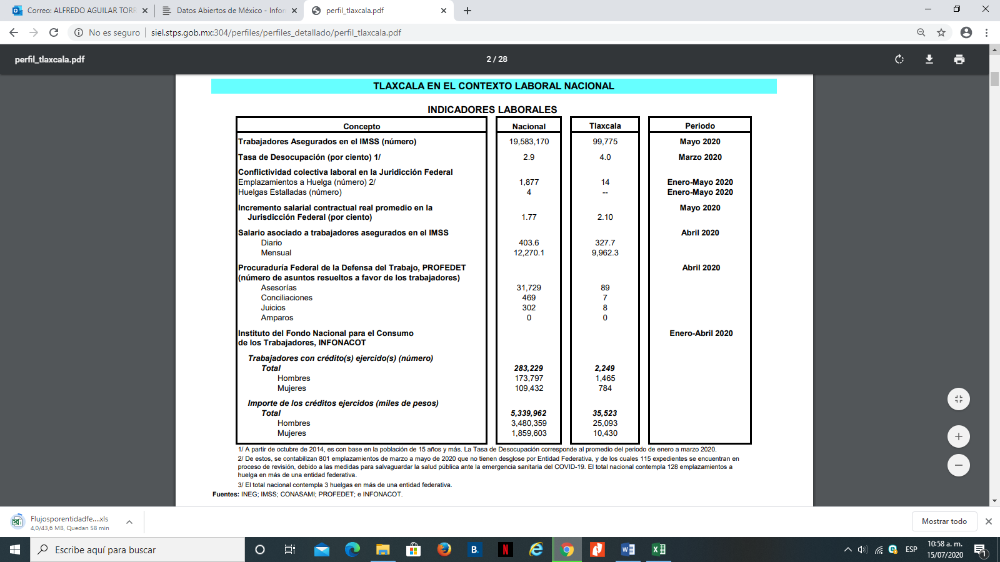 Correo: ALFREDO AGUILAR TORR
Datos Abiertos de México - Infor
perfil_tlaxcala.pdf
No es seguro | siel.stps.gob.mx:304/perfiles/perfiles_detallado/perfil_tlaxcala.pdf
perfil_tlaxcala.pdf
2 / 28
TLAXCALA EN EL CONTEXTO LABORAL NACIONAL
INDICADORES LABORALES
Concepto Nacional Tlaxcala Periodo
Trabajadores Asegurados en el IMSS (número) 19,583,170 99,775 Mayo 2020
Tasa de Desocupación (por ciento) 1/ 2.9 4.0 Marzo 2020
Conflictividad colectiva laboral en la Juridicción Federal
Emplazamientos a Huelga (número) 2/ 1,877 14 Enero-Mayo 2020
Huelgas Estalladas (número) 4 -- Enero-Mayo 2020
Incremento salarial contractual real promedio en la Mayo 2020
Jurisdicción Federal (por ciento) 1.77 2.10
Salario asociado a trabajadores asegurados en el IMSS Abril 2020
Diario 403.6 327.7
Mensual 12,270.1 9,962.3
Procuraduría Federal de la Defensa del Trabajo, PROFEDET Abril 2020
(número de asuntos resueltos a favor de los trabajadores)
Asesorías 31,729 89
Conciliaciones 469 7
Juicios 302 8
Amparos 0 0
Instituto del Fondo Nacional para el Consumo Enero-Abril 2020
de los Trabajadores, INFONACOT
Trabajadores con crédito(s) ejercido(s) (número)
Total 283,229 2,249
Hombres 173,797 1,465
Mujeres 109,432 784
Importe de los créditos ejercidos (miles de pesos)
Total 5,339,962 35,523
Hombres 3,480,359 25,093
Mujeres 1,859,603 10,430
1/ A partir de octubre de 2014, es con base en la población de 15 años y más. La Tasa de Desocupación corresponde al promedio del periodo de enero a marzo 2020.
2/ De estos, se contabilizan 801 emplazamientos de marzo a mayo de 2020 que no tienen desglose por Entidad Federativa, y de los cuales 115 expedientes se encuentran en
proceso de revisión, debido a las medidas para salvaguardar la salud pública ante la emergencia sanitaria del COVID-19. El total nacional contempla 128 emplazamientos a
huelga en más de una entidad federativa.
3/ El total nacional contempla 3 huelgas en más de una entidad federativa.
Fuentes: INEG; IMSS; CONASAMI; PROFEDET; e INFONACOT.
Flujosporentidadfe....xls
4,0/43,6 MB, Quedan 58 min
Mostrar todo
Escribe aquí para buscar
B.
N
ESP
10:58 a. m.
15/07/2020
1